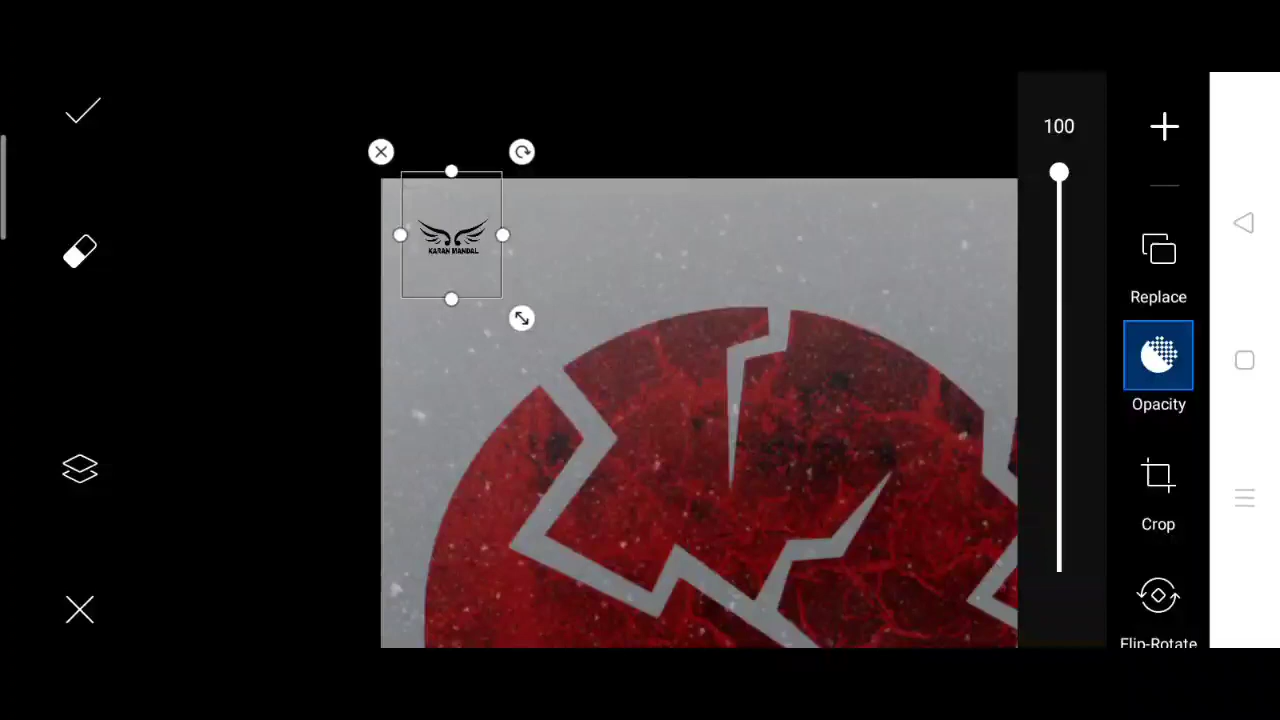 100
KARAN MANDAL
Replace
Opacity
Crop
Flip-Rotate